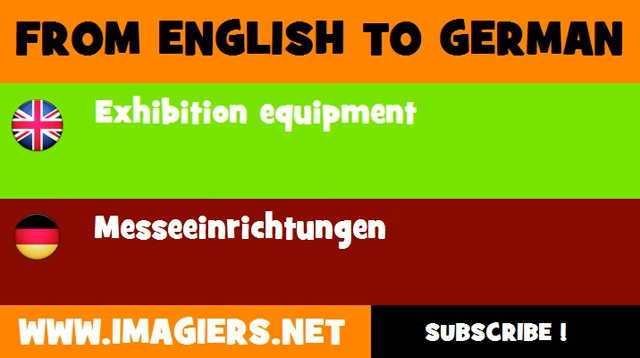 FROM ENGLISH TO GERMAN
Exhibition equipment
Messeeinrichtungen
WWW.IMAGIERS.NET
SUBSCRIBE !